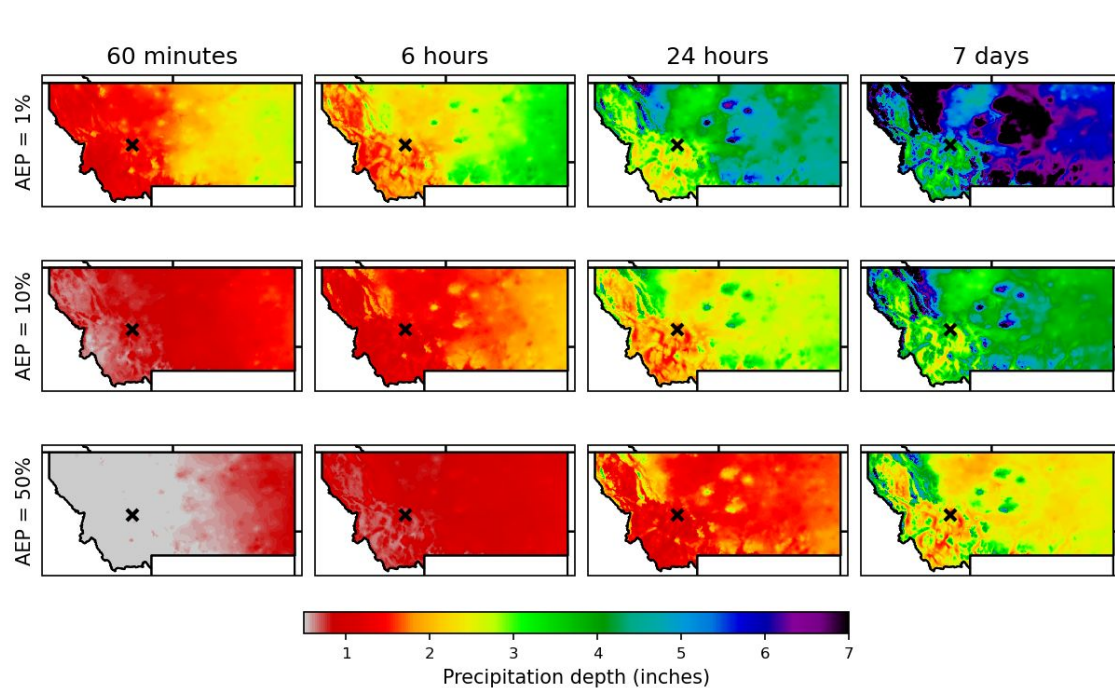 60 minutes 6 hours 24 hours 7 days
AEP = 1%
AEP = 10%
AEP = 50%
1 2 3 4 5 6 7
Precipitation depth (inches)